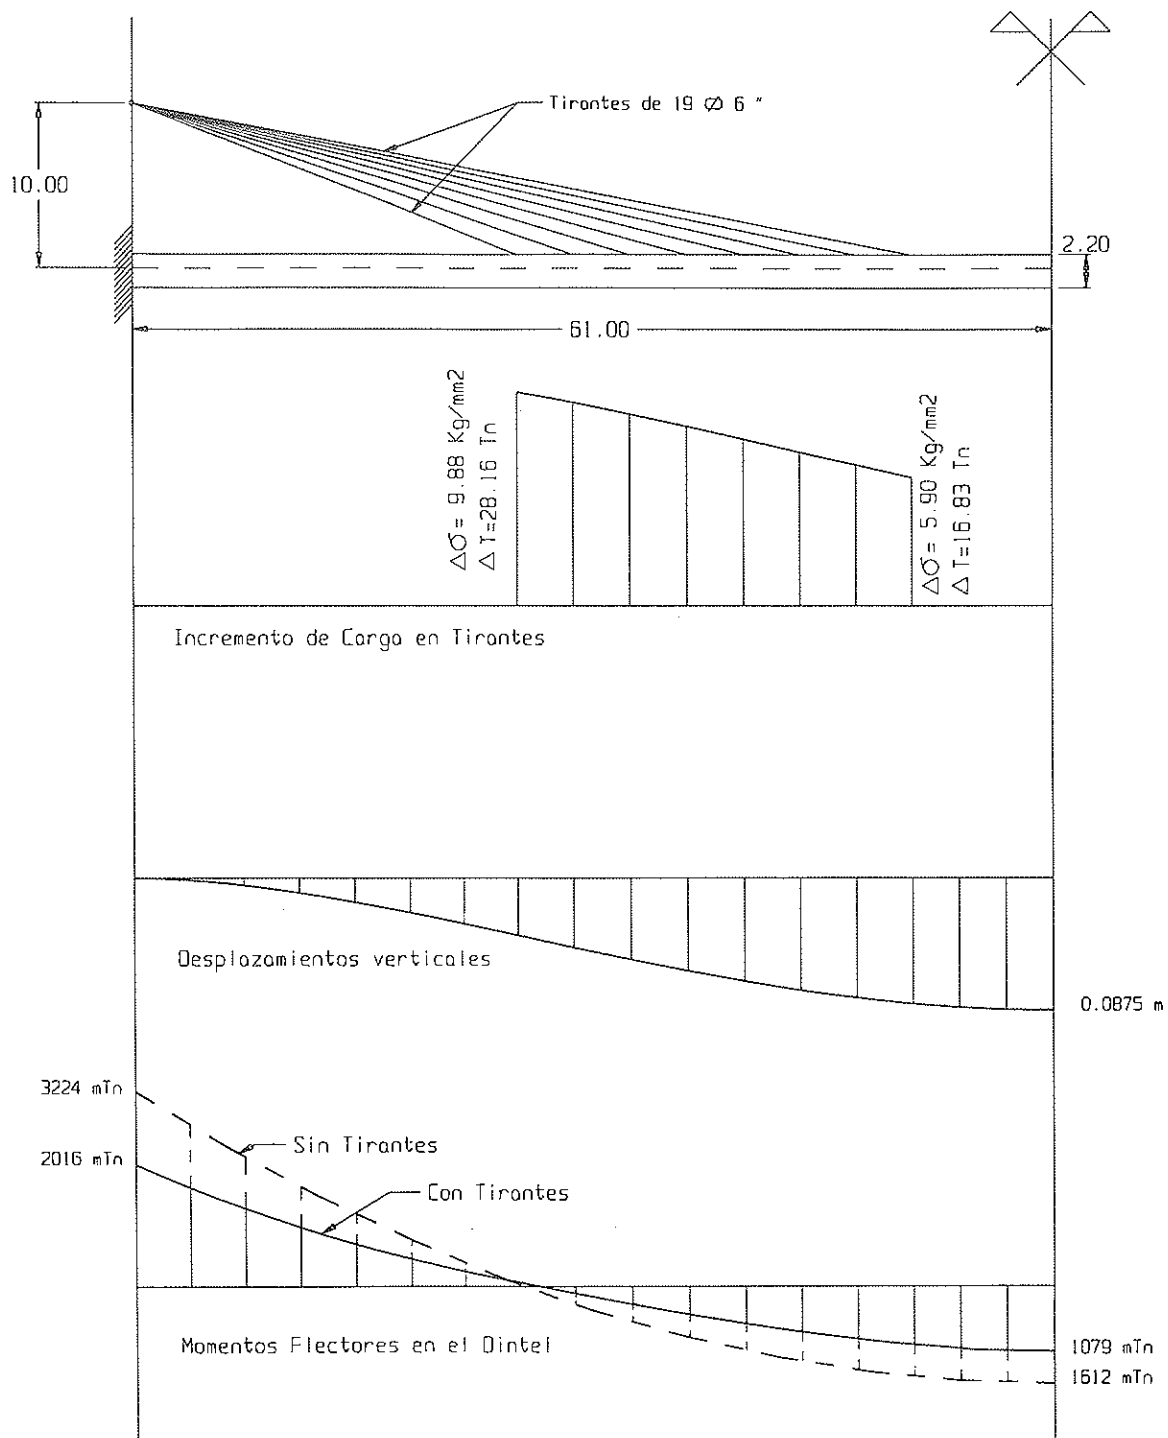 Tirantes de 19 Ø 6 "
10.00
2.20
61.00
Δσ= 9.88 Kg/mm2
ΔT=28.16 Tn
Δσ= 5.90 Kg/mm2
ΔT=16.83 Tn
Incremento de Carga en Tirantes
Desplazamientos verticales
0.0875 m
3224 mTn
Sin Tirantes
2016 mTn
Con Tirantes
Momentos Flectores en el Dintel
1079 mTn
1612 mTn